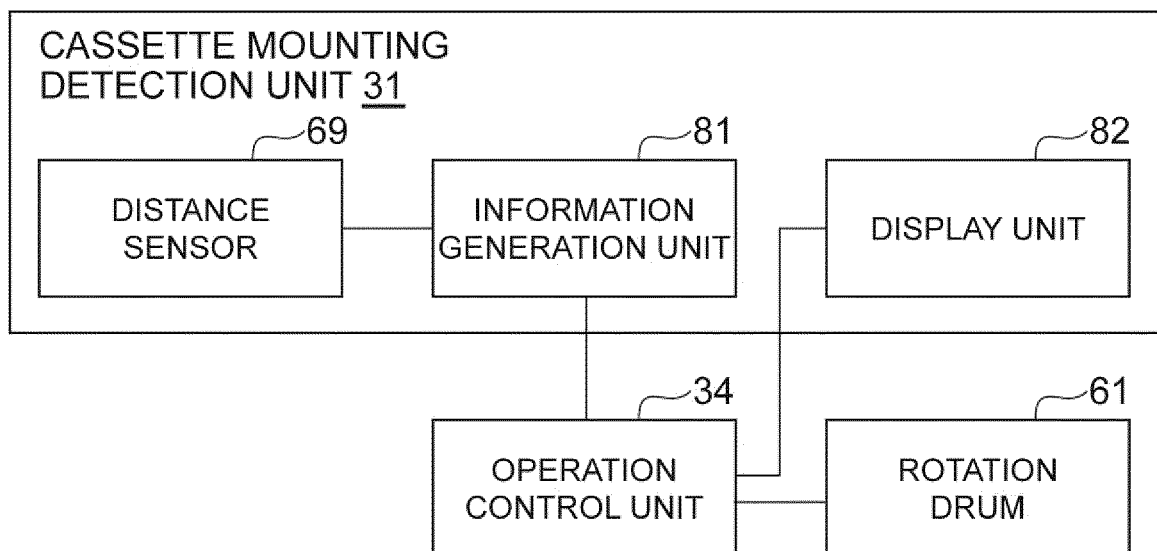 CASSETTE MOUNTING
DETECTION UNIT 31
69
81
82
DISTANCE
SENSOR
INFORMATION
GENERATION UNIT
DISPLAY UNIT
34
61
OPERATION
CONTROL UNIT
ROTATION
DRUM